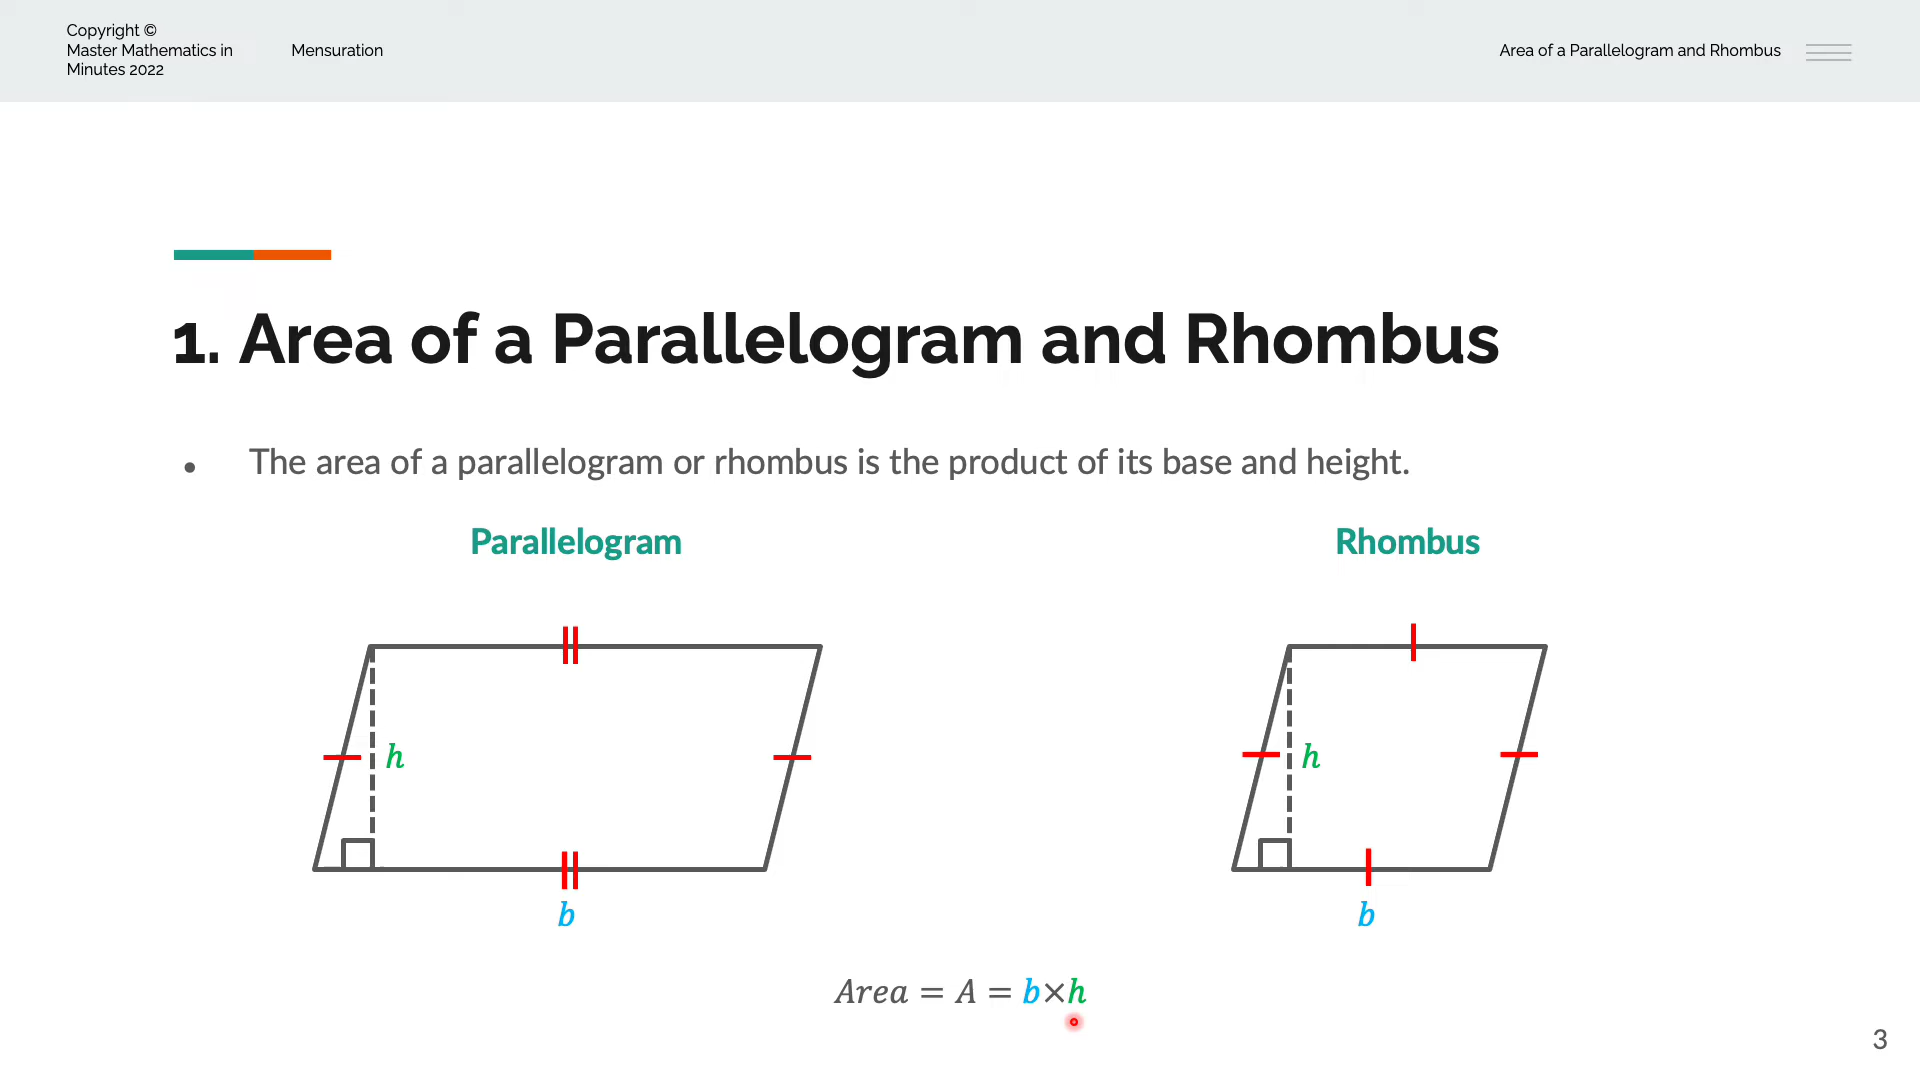 Copyright ©
Master Mathematics in
Minutes 2022
Mensuration
Area of a Parallelogram and Rhombus
1. Area of a Parallelogram and Rhombus
• The area of a parallelogram or rhombus is the product of its base and height.
Parallelogram
Rhombus
h
h
b
b
Area = A = b×h
3